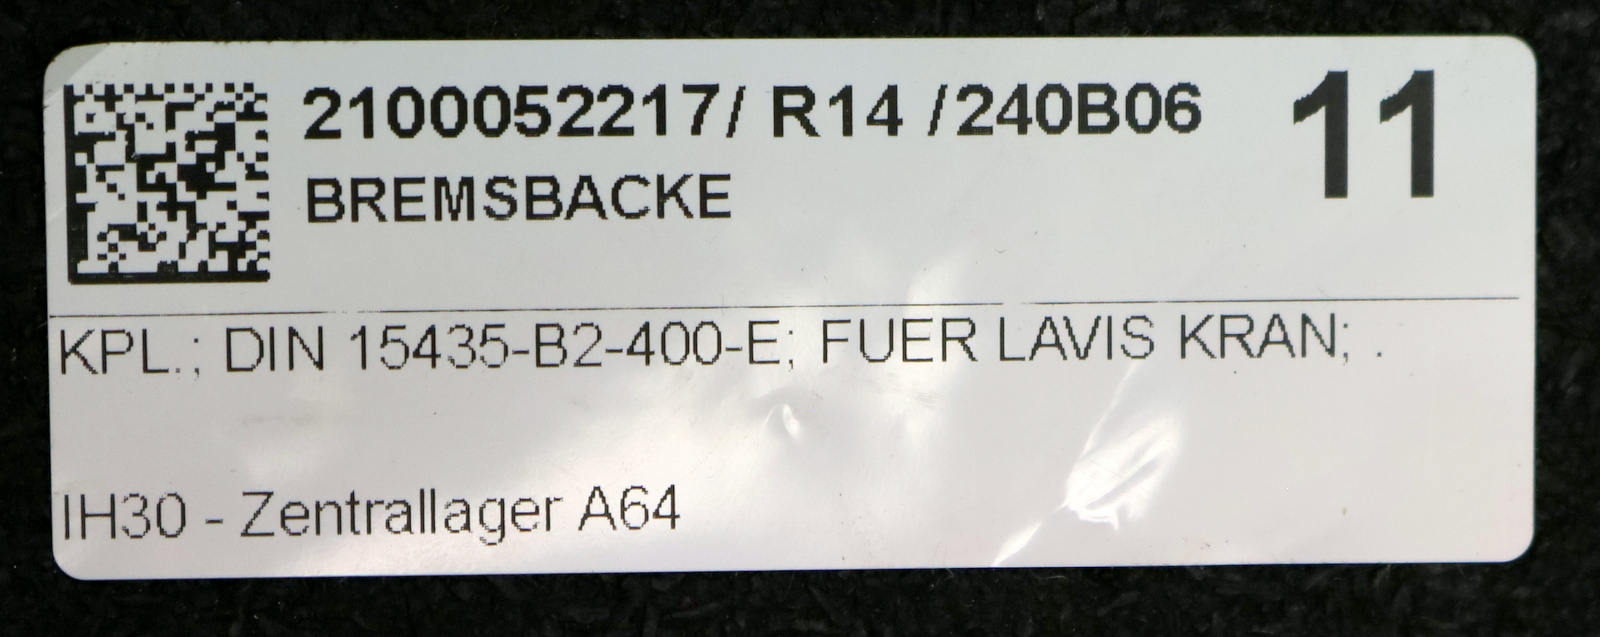 2100052217/ R14 /240B06 11
BREMSBACKE
KPL.; DIN 15435-B2-400-E; FUER LAVIS KRAN; .
IH30 - Zentrallager A64